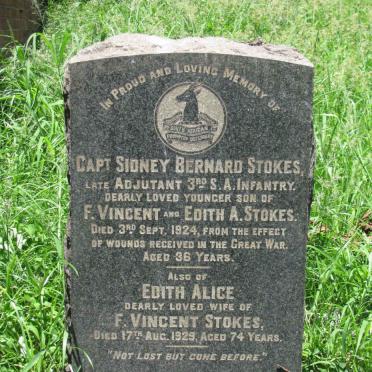 In Proud and Loving Memory of
South African
Capt Sidney Bernard Stokes,
Late Adjutant 3rd S.A. Infantry.
Dearly loved younger son of
F. Vincent and Edith A. Stokes.
Died 3rd Sept. 1924, from the effect
of wounds received in the Great War.
Aged 36 Years.
Also of
Edith Alice
dearly loved wife of
F. Vincent Stokes,
Died 17th Aug. 1929, Aged 74 Years.
"Not lost but gone before."